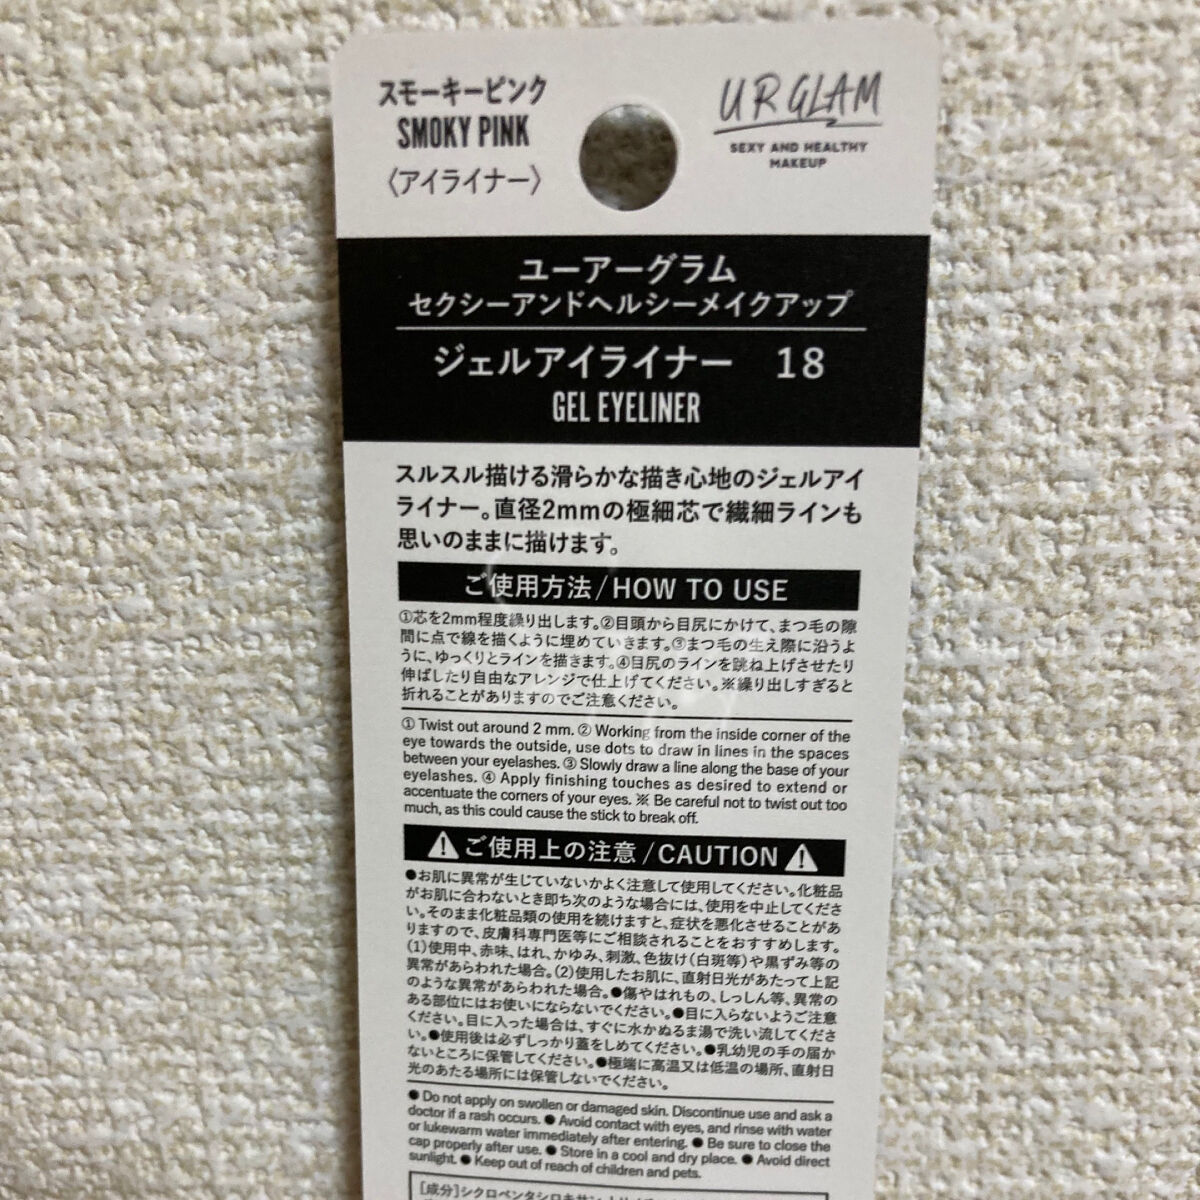 スモーキーピンク
SMOKY PINK
〈アイライナー〉
UR GLAM
SEXY AND HEALTHY
MAKEUP
ユーアーグラム
セクシーアンドヘルシーメイクアップ
ジェルアイライナー 18
GEL EYELINER
スルスル描ける滑らかな描き心地のジェルアイ
ライナー。直径2mmの極細芯で繊細ラインも
思いのままに描けます。
ご使用方法/HOW TO USE
①芯を2mm程度繰り出します。②目頭から目尻にかけて、まつ毛の隙
間に点で線を描くように埋めていきます。③まつ毛の生え際に沿うよ
うに、ゆっくりとラインを描きます。④目尻のラインを跳ね上げさせたり
伸ばしたり自由なアレンジで仕上げてください。※繰り出しすぎると
折れることがありますのでご注意ください。
① Twist out around 2 mm. ② Working from the inside corner of the
eye towards the outside, use dots to draw in lines in the spaces
between your eyelashes. ③ Slowly draw a line along the base of your
eyelashes. ④ Apply finishing touches as desired to extend or
accentuate the corners of your eyes. ※ Be careful not to twist out too
much, as this could cause the stick to break off.
ご使用上の注意/CAUTION
●お肌に異常が生じていないかよく注意して使用してください。化粧品
がお肌に合わないとき即ち次のような場合には、使用を中止してくださ
い。そのまま化粧品類の使用を続けますと、症状を悪化させることがあ
りますので、皮膚科専門医等にご相談されることをおすすめします。
(1)使用中、赤味、はれ、かゆみ、刺激、色抜け(白斑等)や黒ずみ等の
異常があらわれた場合。(2)使用したお肌に、直射日光があたって上記
のような異常があらわれた場合。●傷やはれもの、しっしん等、異常の
ある部位にはお使いにならないでください。●目に入らないようご注意
ください。目に入った場合は、すぐに水かぬるま湯で洗い流してくださ
い。●使用後は必ずしっかり蓋をしめてください。●乳幼児の手の届か
ないところに保管してください。●極端に高温又は低温の場所、直射日
光のあたる場所には保管しないでください。
● Do not apply on swollen or damaged skin. Discontinue use and ask a
doctor if a rash occurs. ● Avoid contact with eyes, and rinse with water
or lukewarm water immediately after entering. ● Be sure to close the
cap properly after use. ● Store in a cool and dry place. ● Avoid direct
sunlight. ● Keep out of reach of children and pets.
[成分]シクロペンタシロキサン、トリメ